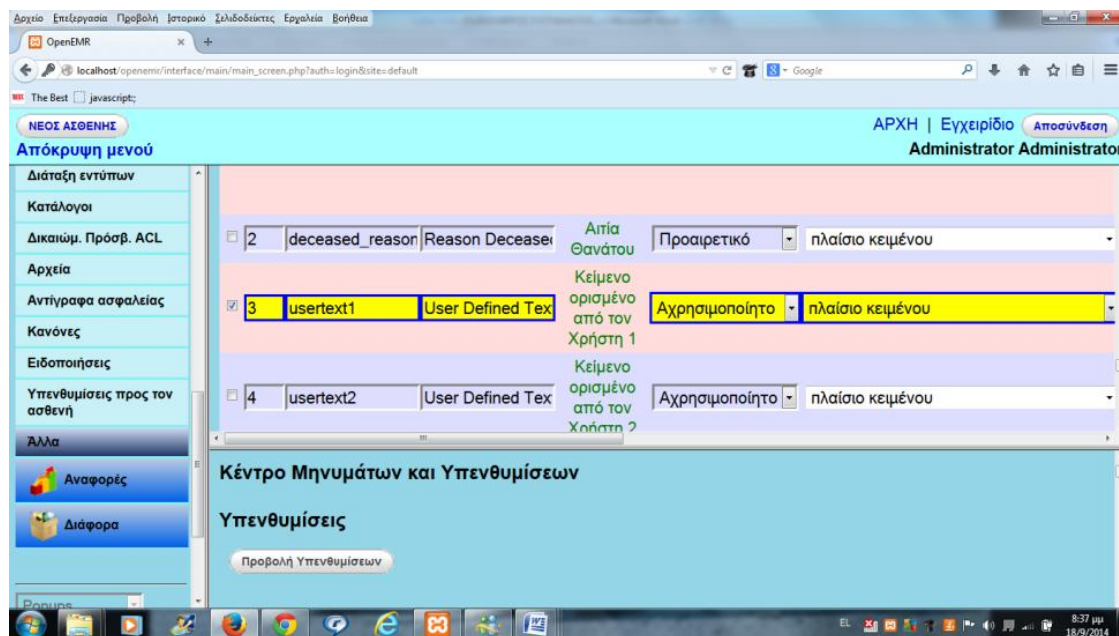 Αρχείο Επεξεργασία Προβολή Ιστορικό Σελιδοδείκτες Εργαλεία Βοήθεια
OpenEMR
localhost/openemr/interface/main/main_screen.php?auth=login&site=default
Google
The Best javascript:;
ΝΕΟΣ ΑΣΘΕΝΗΣ
ΑΡΧΗ | Εγχειρίδιο Αποσύνδεση
Απόκρυψη μενού
Administrator Administrator
Διάταξη εντύπων
Κατάλογοι
Δικαιώμ. Πρόσβ. ACL
Αρχεία
Αντίγραφα ασφαλείας
Κανόνες
Ειδοποιήσεις
Υπενθυμίσεις προς τον
ασθενή
Άλλα
Αναφορές
Διάφορα
Popups
2 deceased_reason Reason Deceased Αιτία
Θανάτου Προαιρετικό πλαίσιο κειμένου
3 usertext1 User Defined Tex Κείμενο
ορισμένο
από τον
Χρήστη 1 Αχρησιμοποίητο πλαίσιο κειμένου
4 usertext2 User Defined Tex Κείμενο
ορισμένο
από τον
Χρήστη 2 Αχρησιμοποίητο πλαίσιο κειμένου
Κέντρο Μηνυμάτων και Υπενθυμίσεων
Υπενθυμίσεις
Προβολή Υπενθυμίσεων
EL
8:37 μμ
18/9/2014